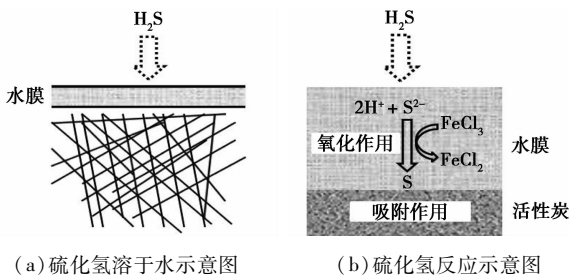 H₂S
水膜
(a)硫化氢溶于水示意图
H₂S
2H⁺ + S²⁻
氧化作用
FeCl₃
FeCl₂
水膜
S
吸附作用
活性炭
(b)硫化氢反应示意图